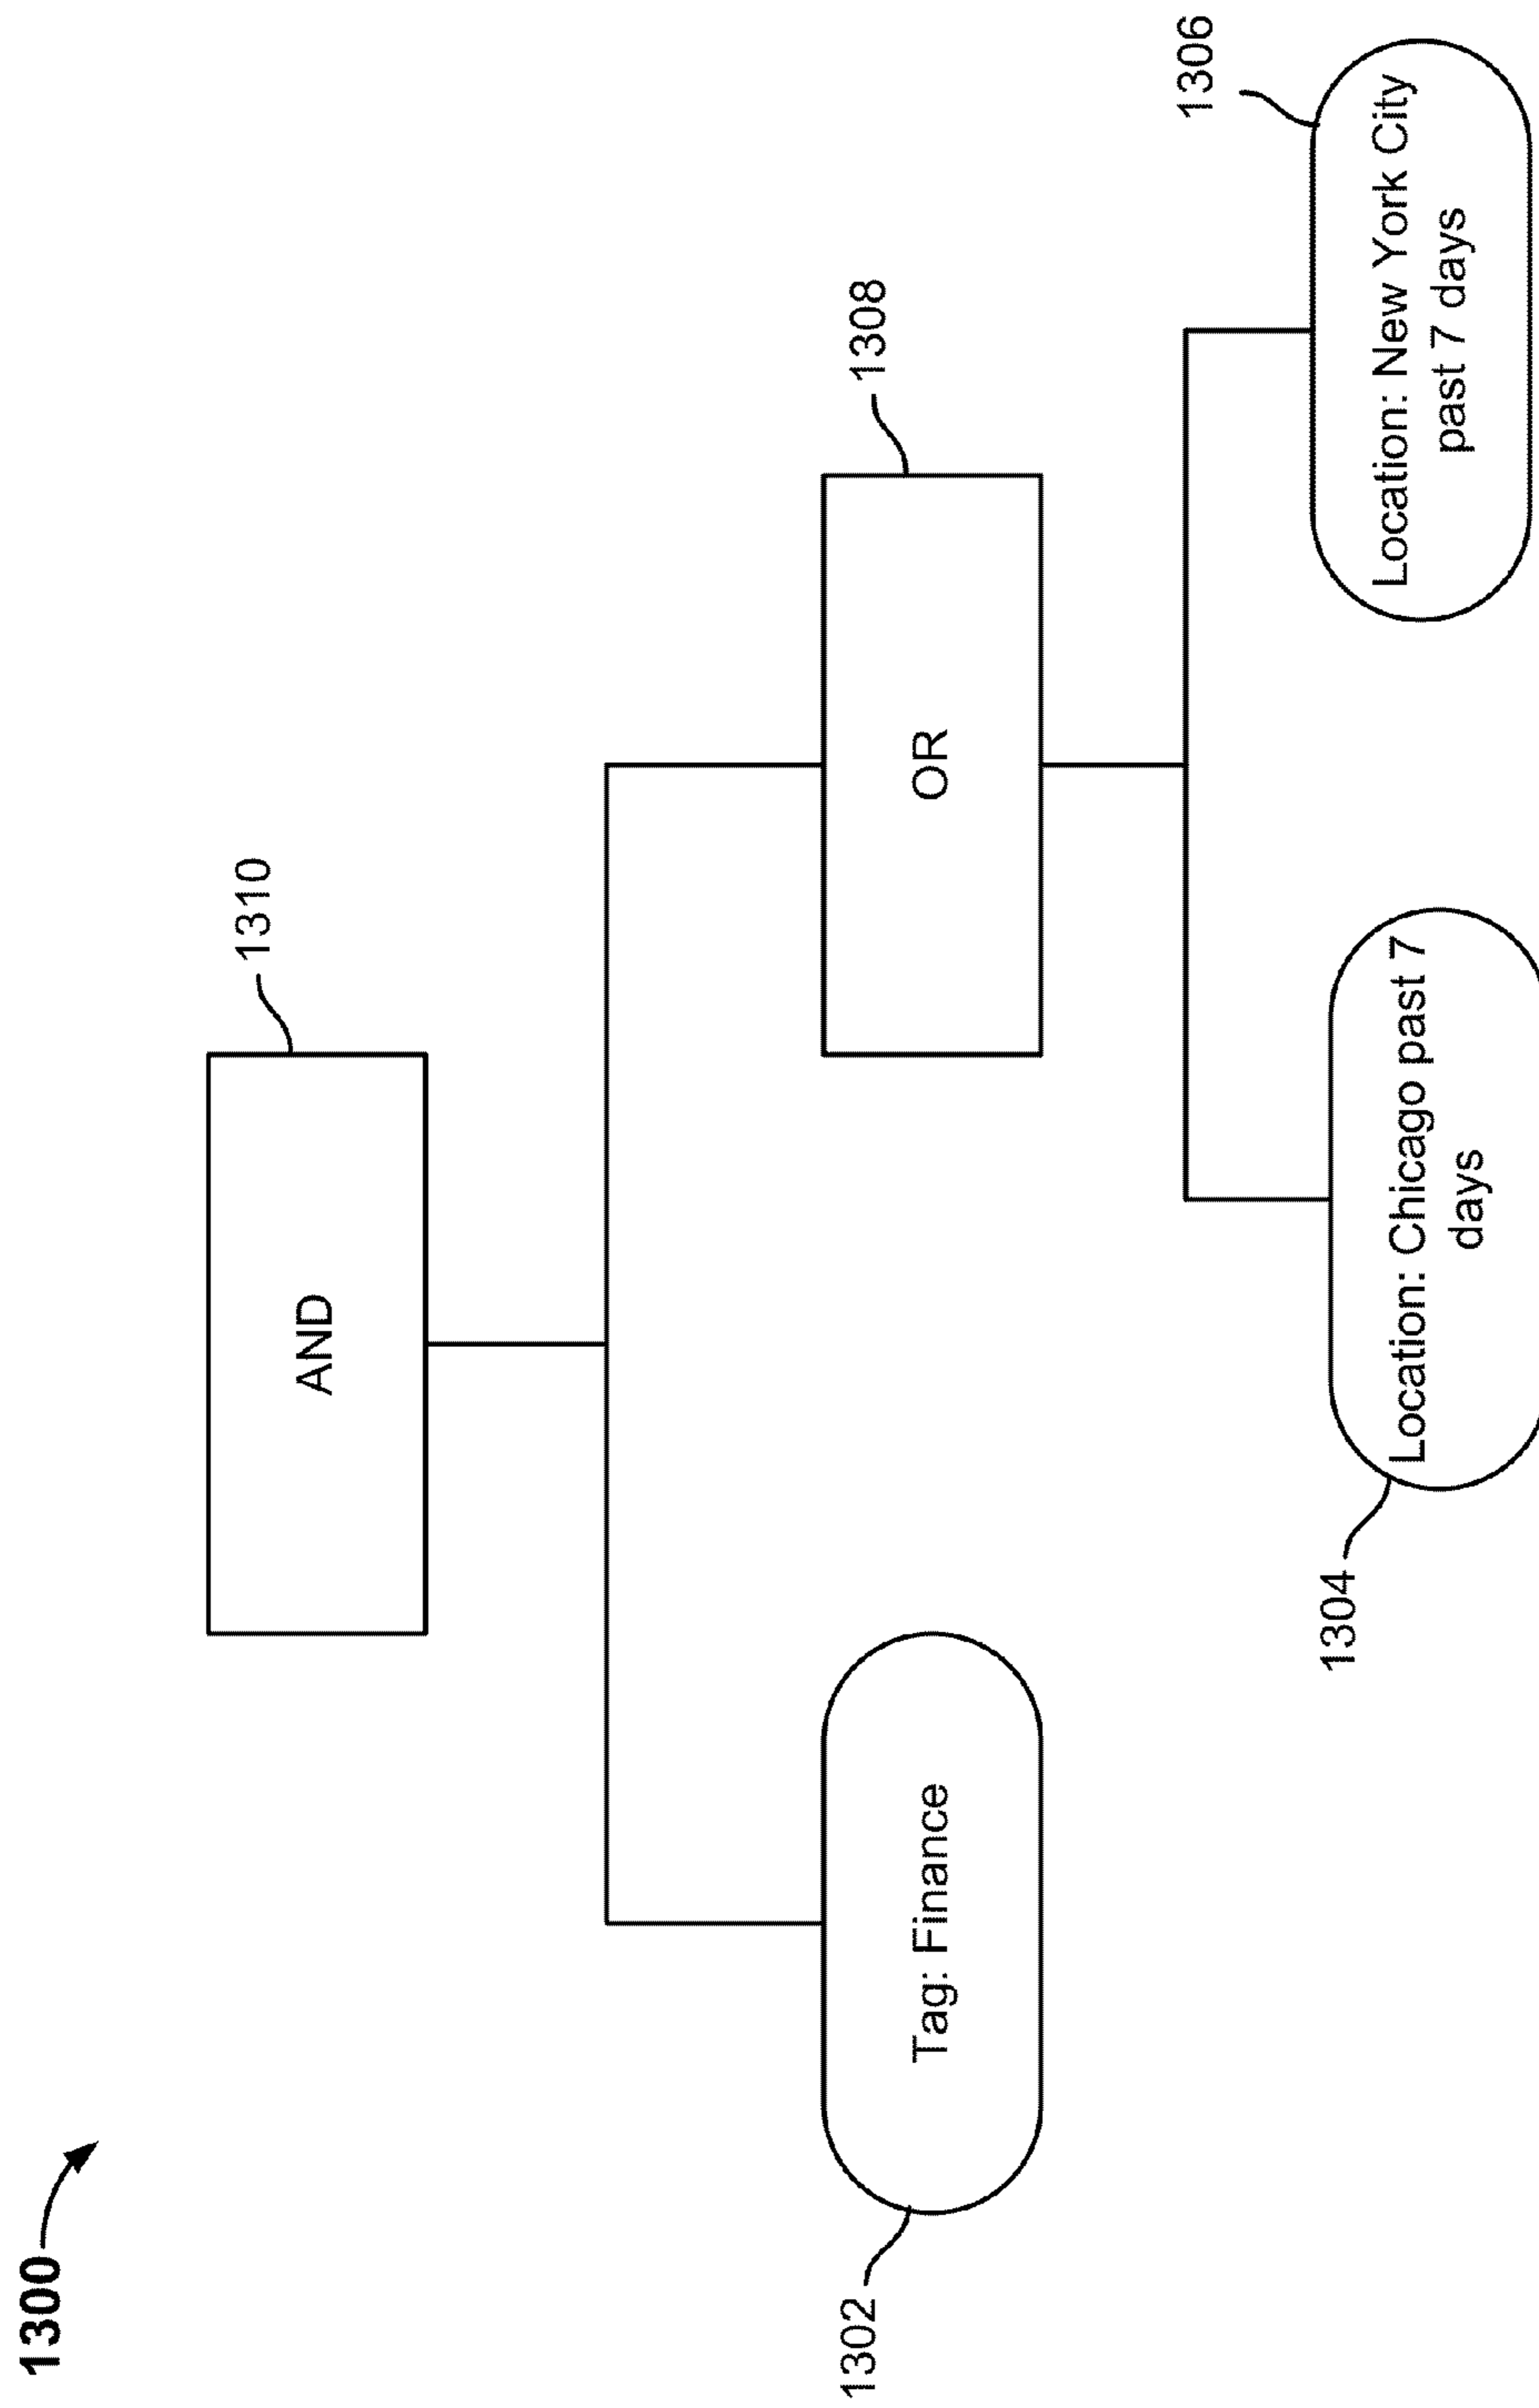 1300
1310
AND
1308
OR
1302
Tag: Finance
1306
1304
Location: Chicago past 7
days
Location: New York City
past 7 days